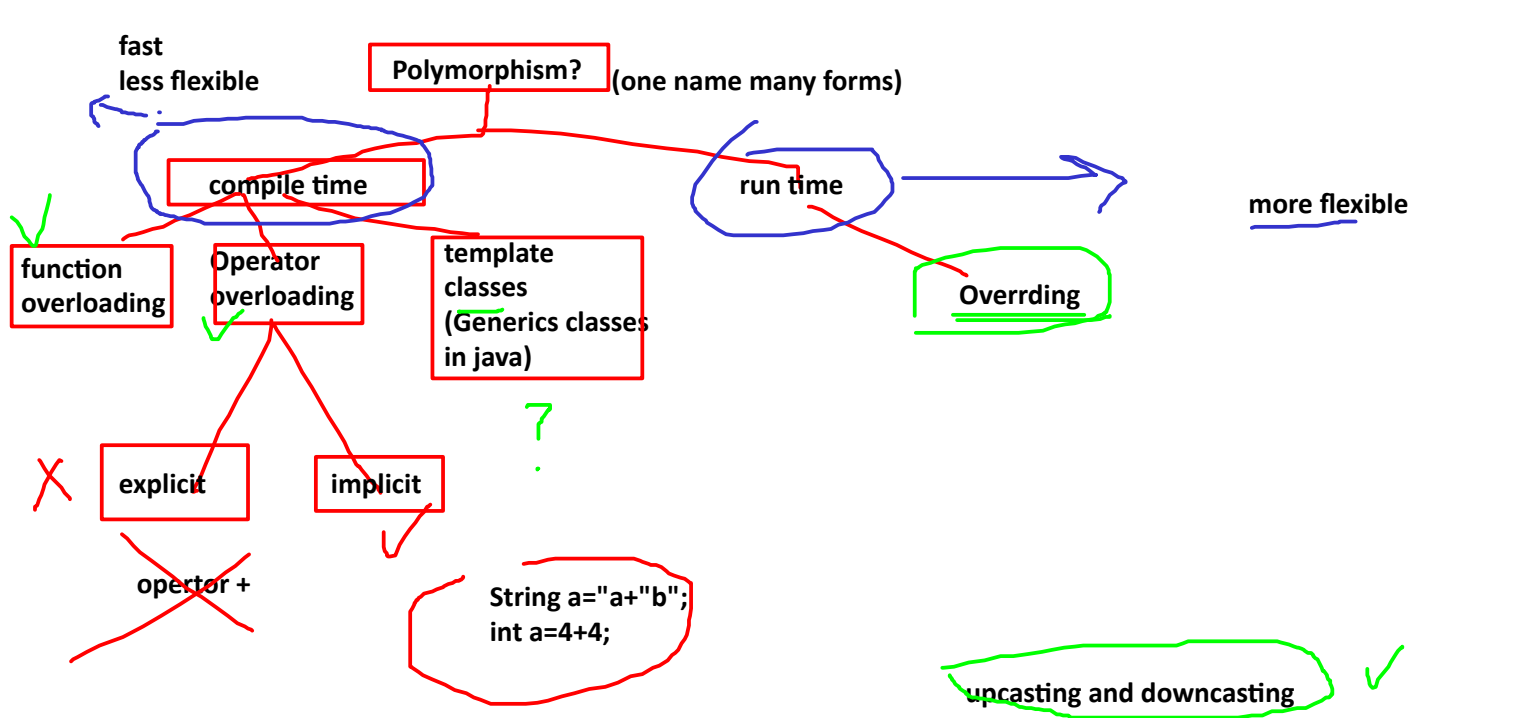 fast
less flexible
Polymorphism?
(one name many forms)
compile time
run time
more flexible
function
overloading
Operator
overloading
template
classes
(Generics classes
in java)
Overrding
?
explicit
implicit
opertor +
String a="a+"b";
int a=4+4;
upcasting and downcasting